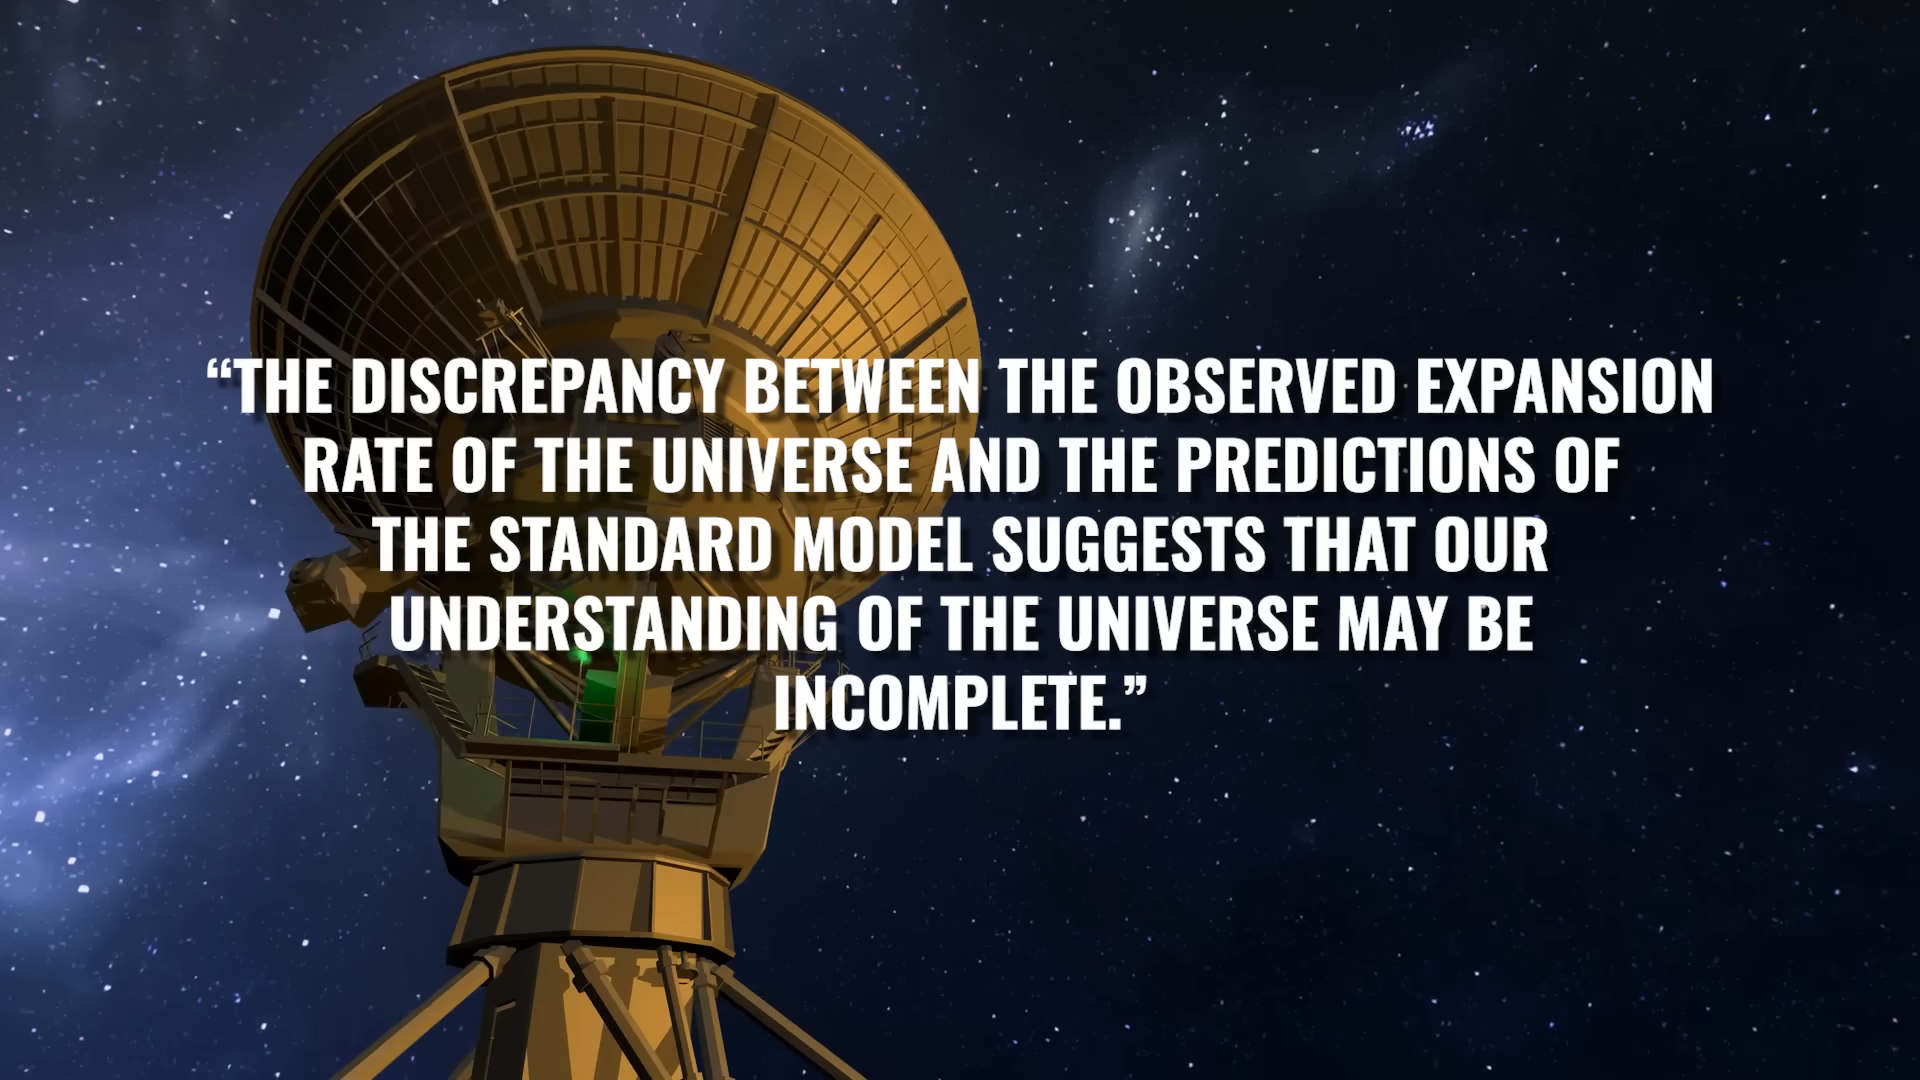 “THE DISCREPANCY BETWEEN THE OBSERVED EXPANSION
RATE OF THE UNIVERSE AND THE PREDICTIONS OF
THE STANDARD MODEL SUGGESTS THAT OUR
UNDERSTANDING OF THE UNIVERSE MAY BE
INCOMPLETE.”